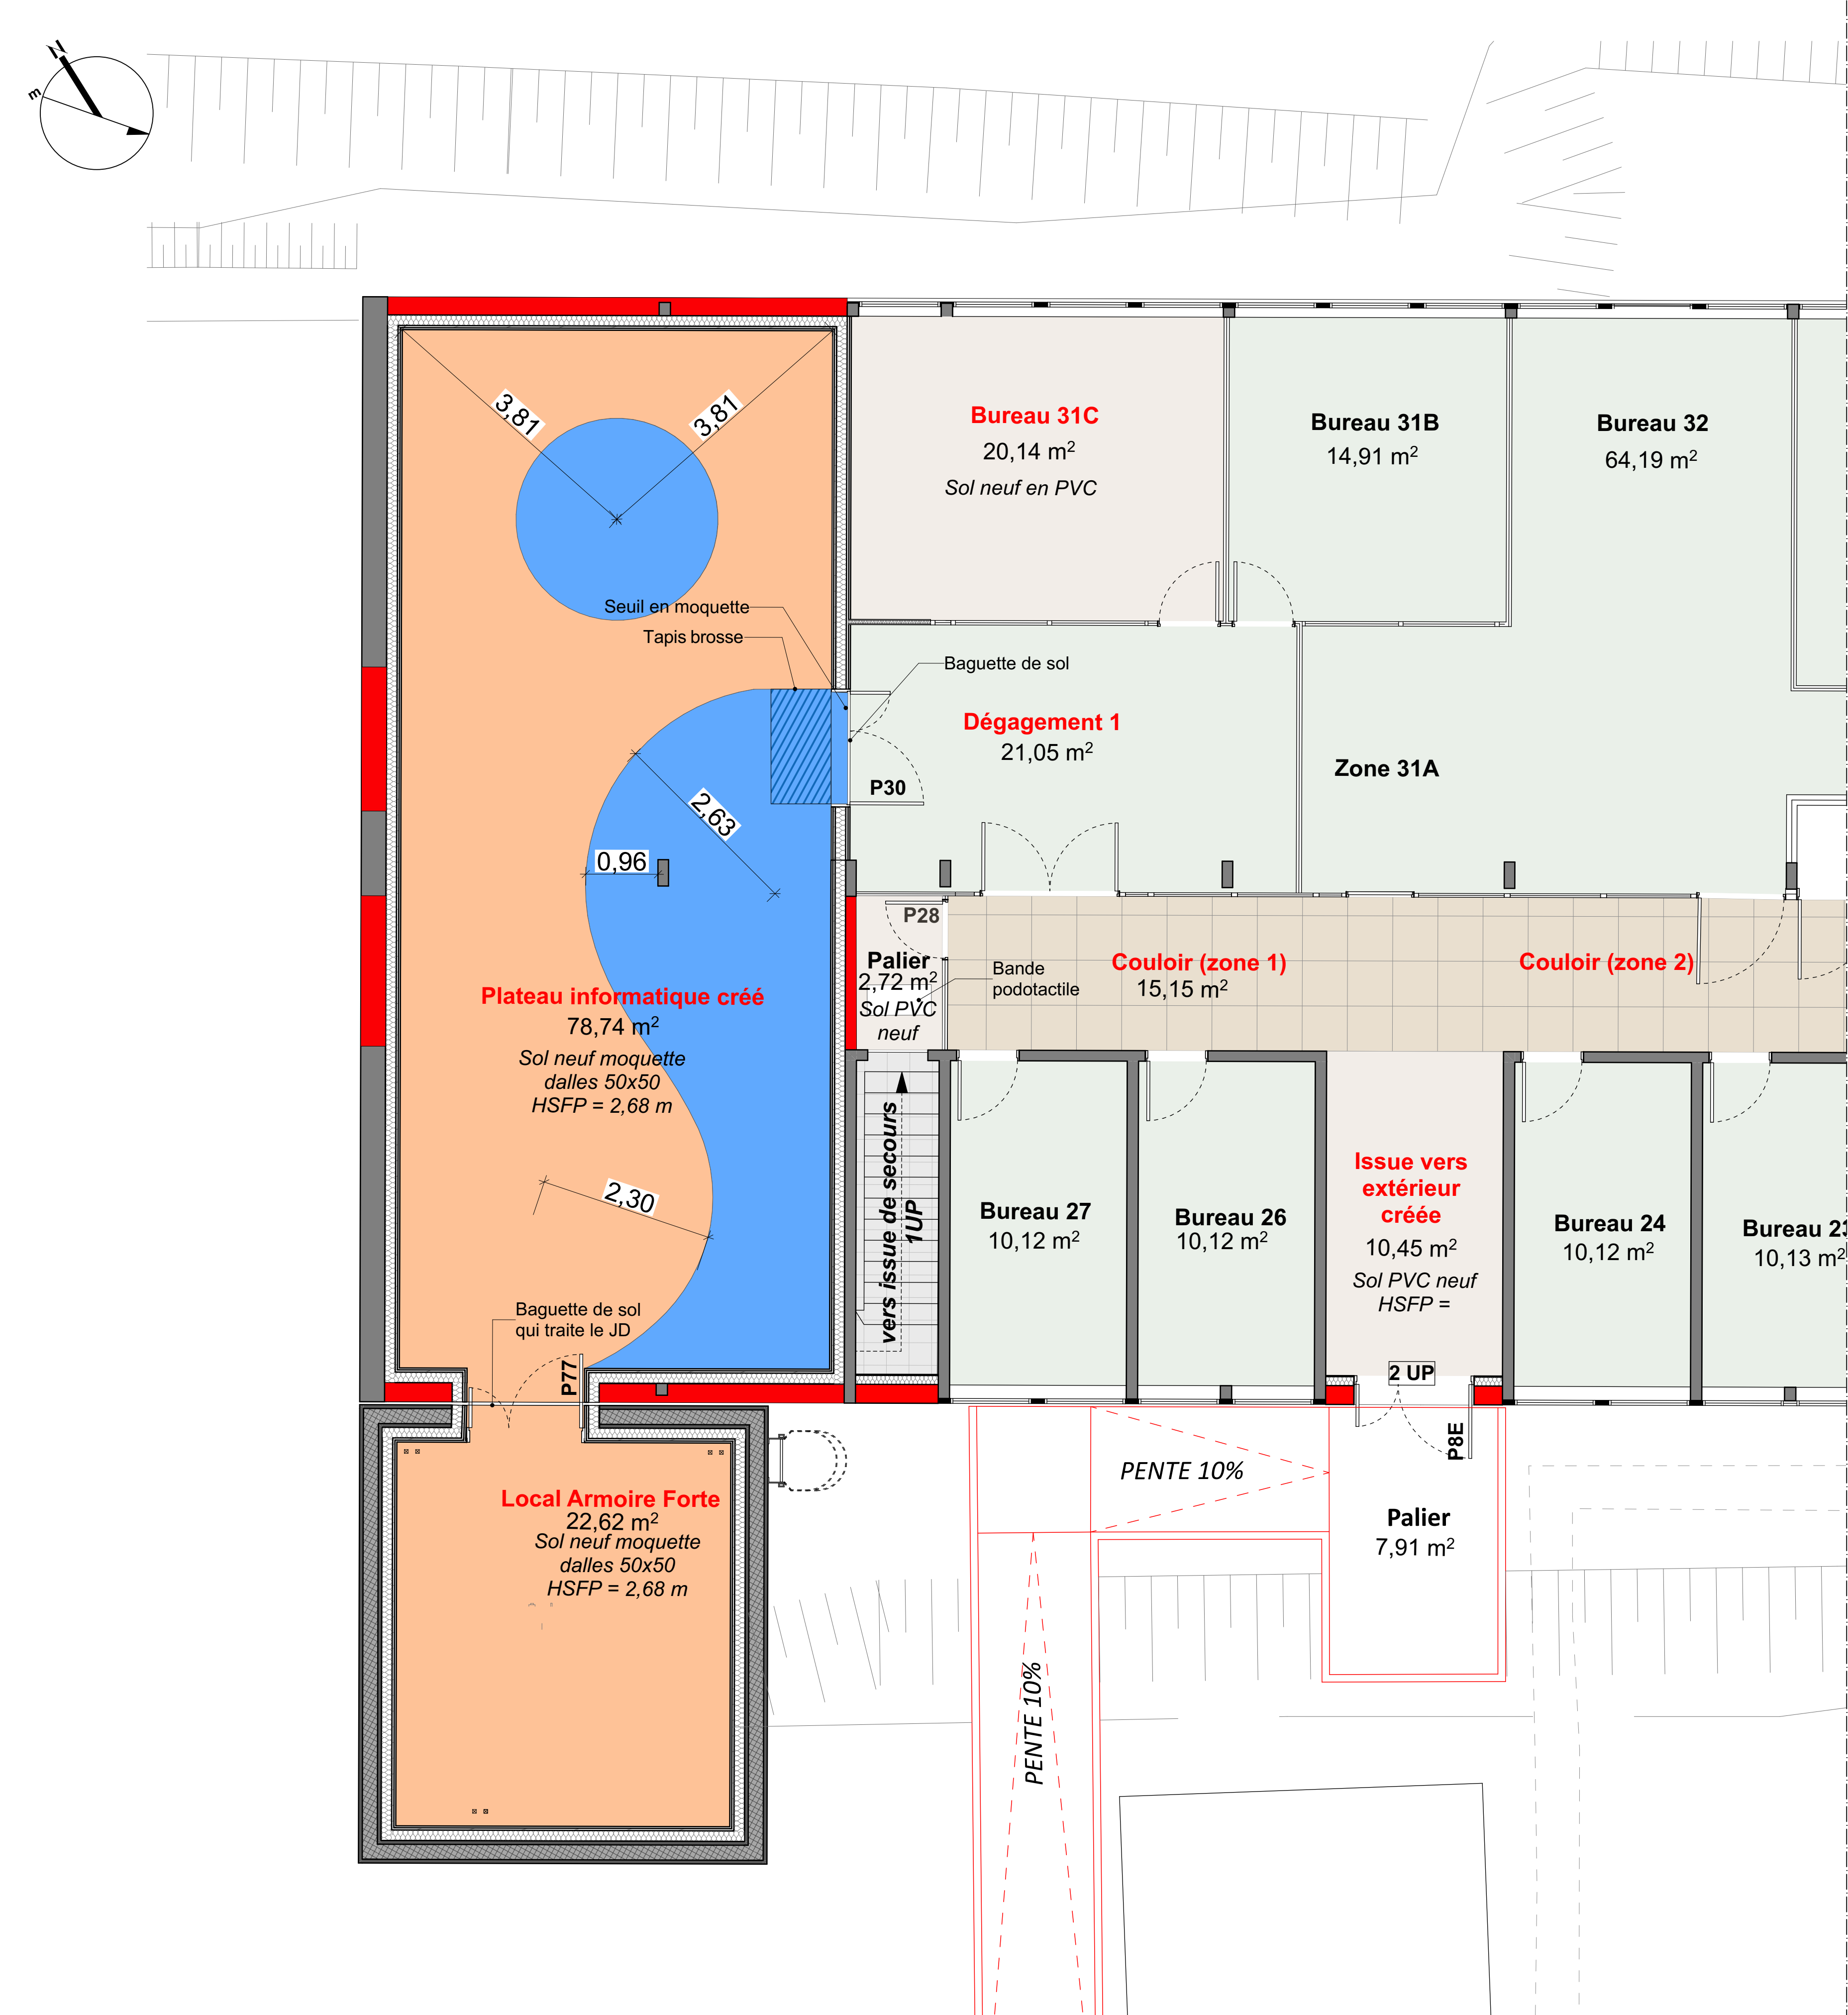 N
m
3,81
3,81
Bureau 31C
20,14 m²
Sol neuf en PVC
Bureau 31B
14,91 m²
Bureau 32
64,19 m²
Seuil en moquette
Tapis brosse
Baguette de sol
Dégagement 1
21,05 m²
P30
Zone 31A
2,63
0,96
P28
Palier
2,72 m²
Sol PVC
neuf
Bande
podotactile
Couloir (zone 1)
15,15 m²
Couloir (zone 2)
Plateau informatique créé
78,74 m²
Sol neuf moquette
dalles 50x50
HSFP = 2,68 m
vers issue de secours
1UP
2,30
Bureau 27
10,12 m²
Bureau 26
10,12 m²
Issue vers
extérieur
créée
10,45 m²
Sol PVC neuf
HSFP =
Bureau 24
10,12 m²
Bureau 23
10,13 m²
Baguette de sol
qui traite le JD
P77
2 UP
P8E
PENTE 10%
Palier
7,91 m²
Local Armoire Forte
22,62 m²
Sol neuf moquette
dalles 50x50
HSFP = 2,68 m
PENTE 10%